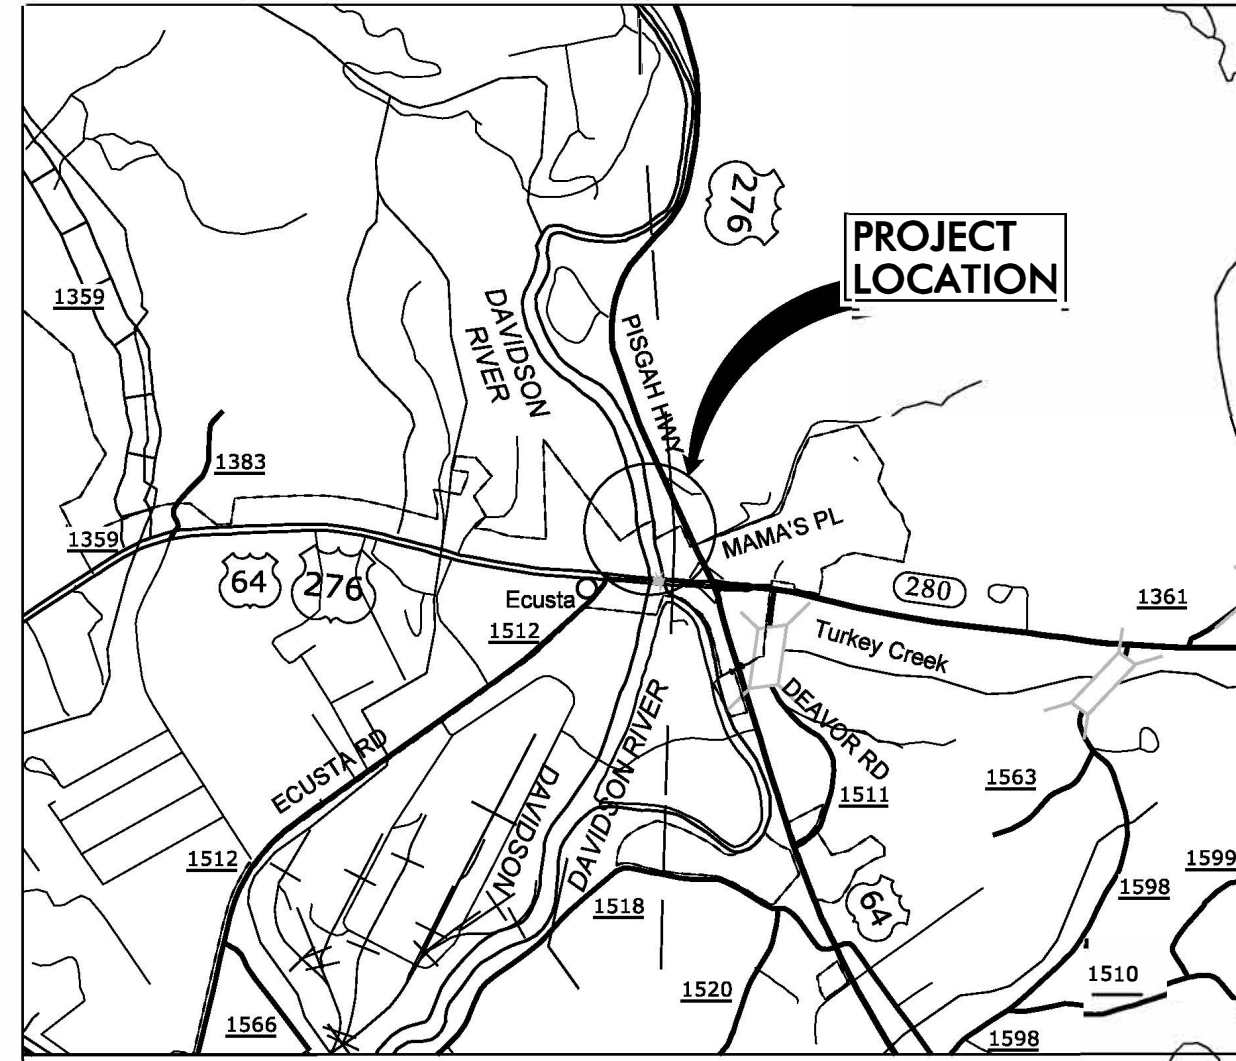 276
PROJECT
LOCATION
1359
DAVIDSON
RIVER
PISGAH HWY
1383
1359
MAMA'S PL
64
276
Ecusta
280
1361
1512
Turkey Creek
DEAVOR RD
ECUSTA RD
DAVIDSON RIVER
DAVIDSON
1563
1511
1512
1599
1598
1518
64
1510
1520
1566
1598